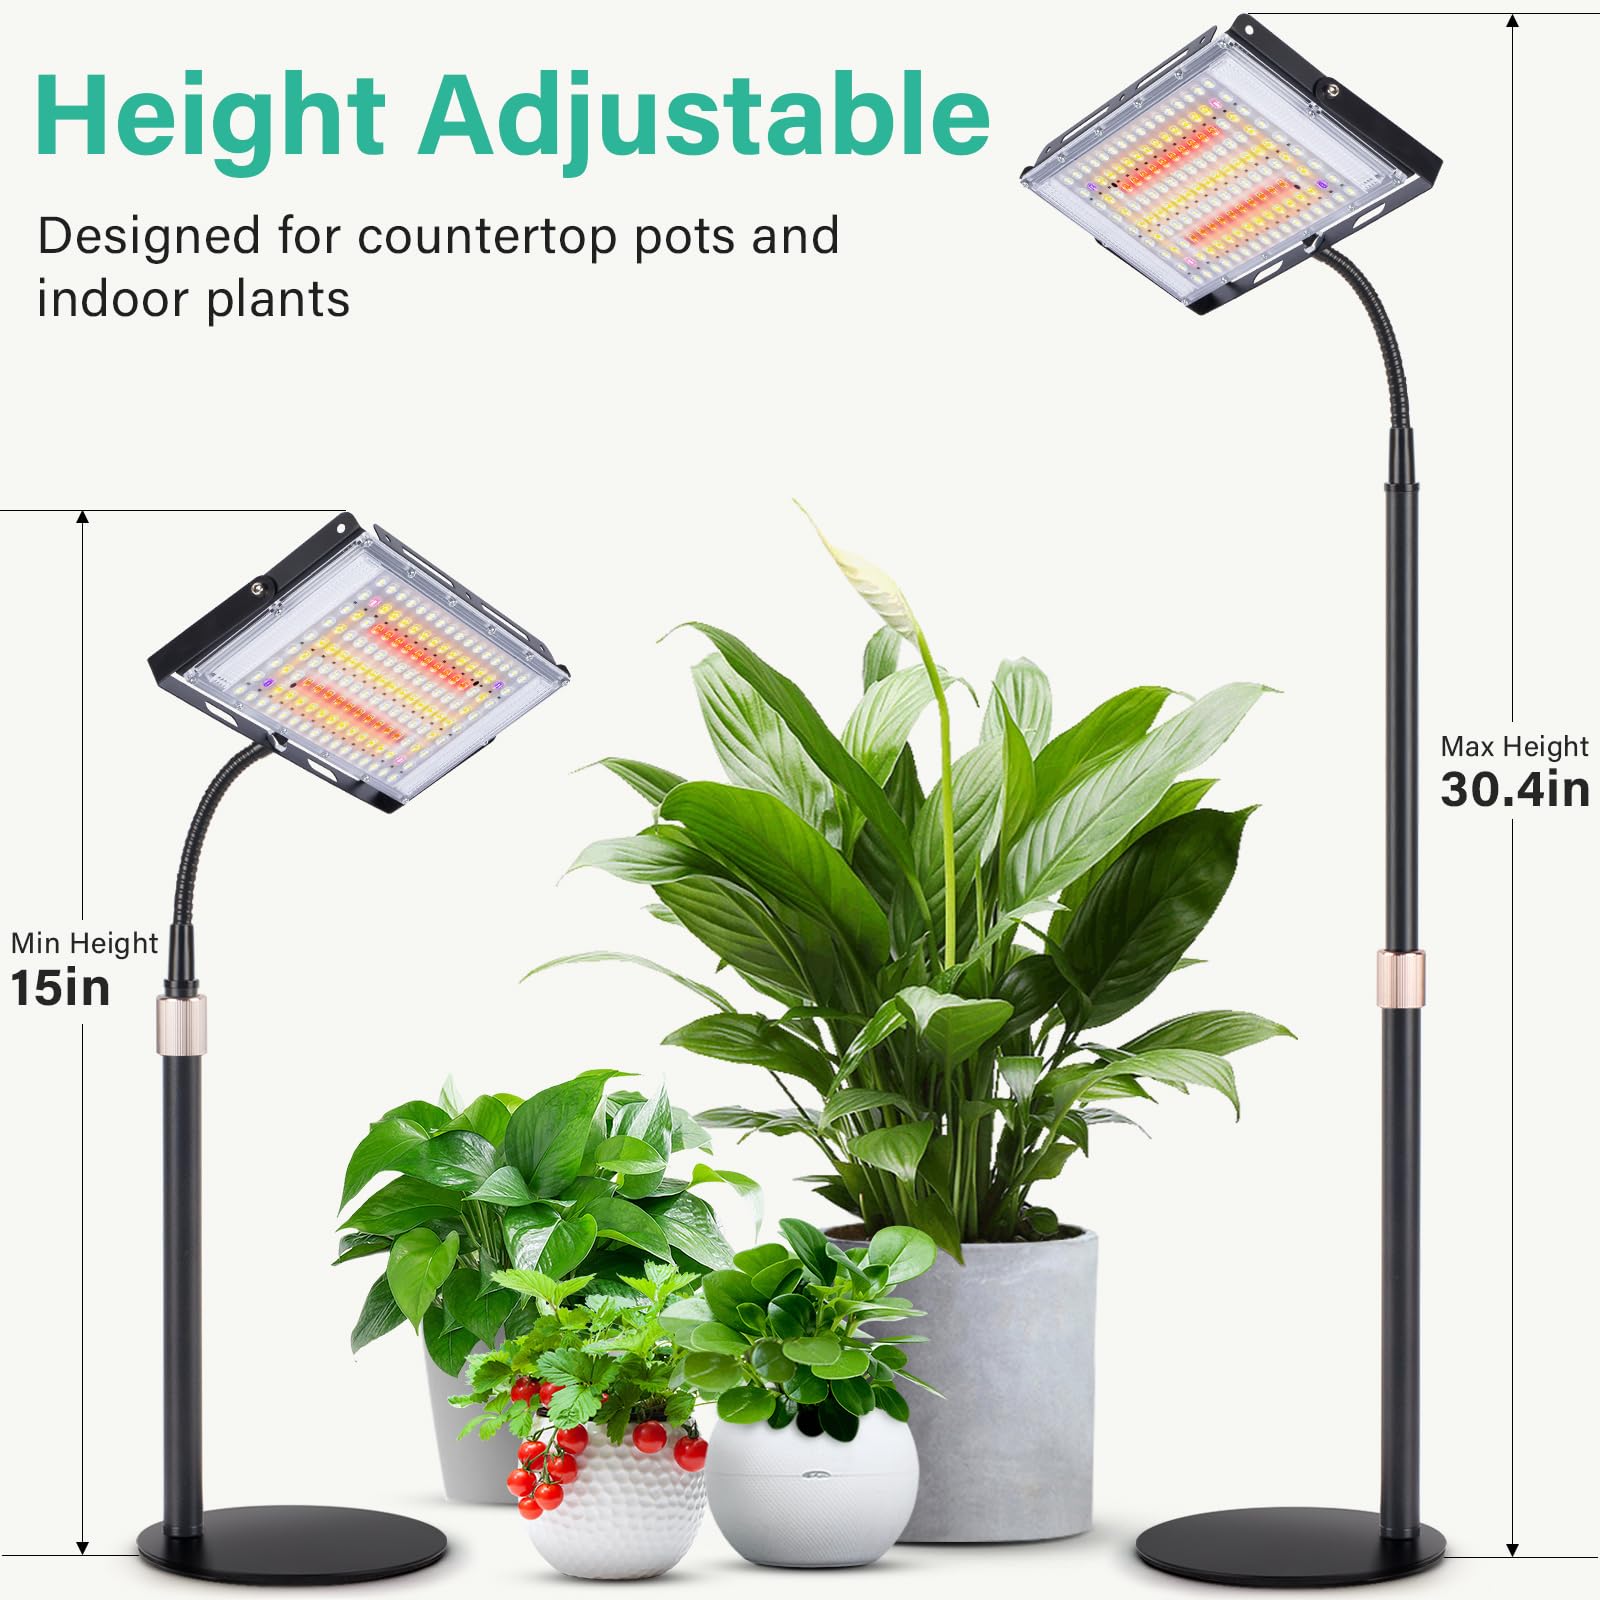 Height Adjustable
Designed for countertop pots and
indoor plants
Min Height
15in
Max Height
30.4in